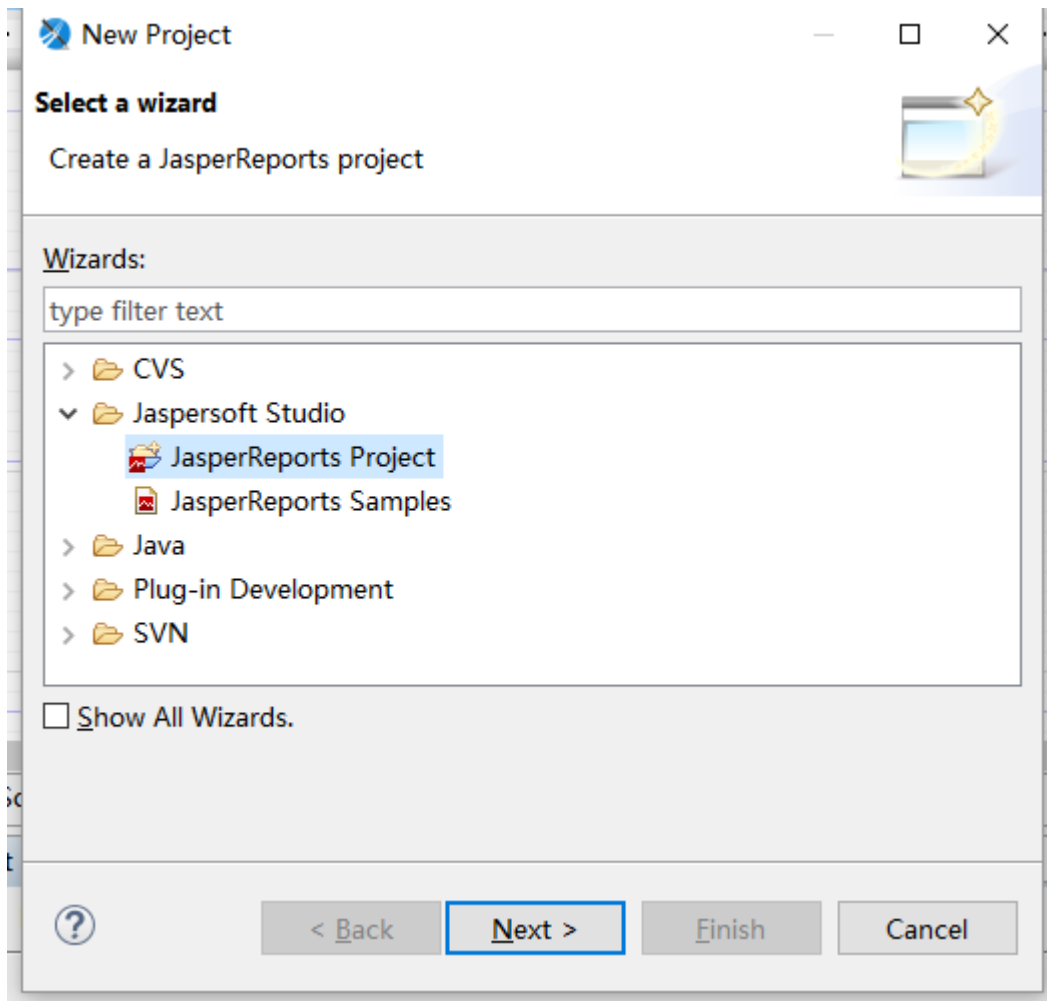 New Project
Select a wizard
Create a JasperReports project
Wizards:
type filter text
CVS
Jaspersoft Studio
JasperReports Project
JasperReports Samples
Java
Plug-in Development
SVN
Show All Wizards.
? < Back Next > Finish Cancel